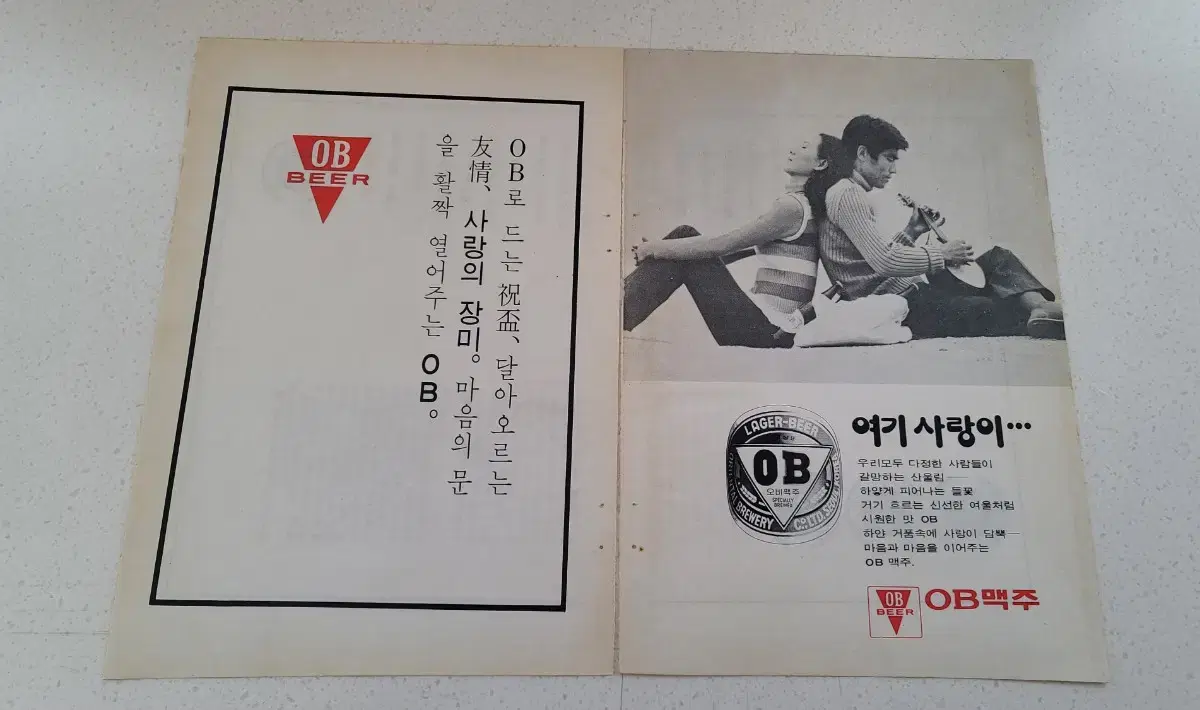 OB
BEER
OB로 드는 祝盃、달아오르는
友情、사랑의 장미。마음의 문
을 활짝 열어주는 OB。
여기 사랑이…
우리모두 다정한 사람들이
갈망하는 산울림──
하얗게 피어나는 들꽃
거기 흐르는 신선한 여울처럼
시원한 맛 OB
하얀 거품속에 사랑이 담뿍──
마음과 마음을 이어주는
OB 맥주.
LAGER-BEER
OB
오비맥주
SPECIALLY
BREWED
BREWERY CO. LTD.
OB
BEER
OB맥주